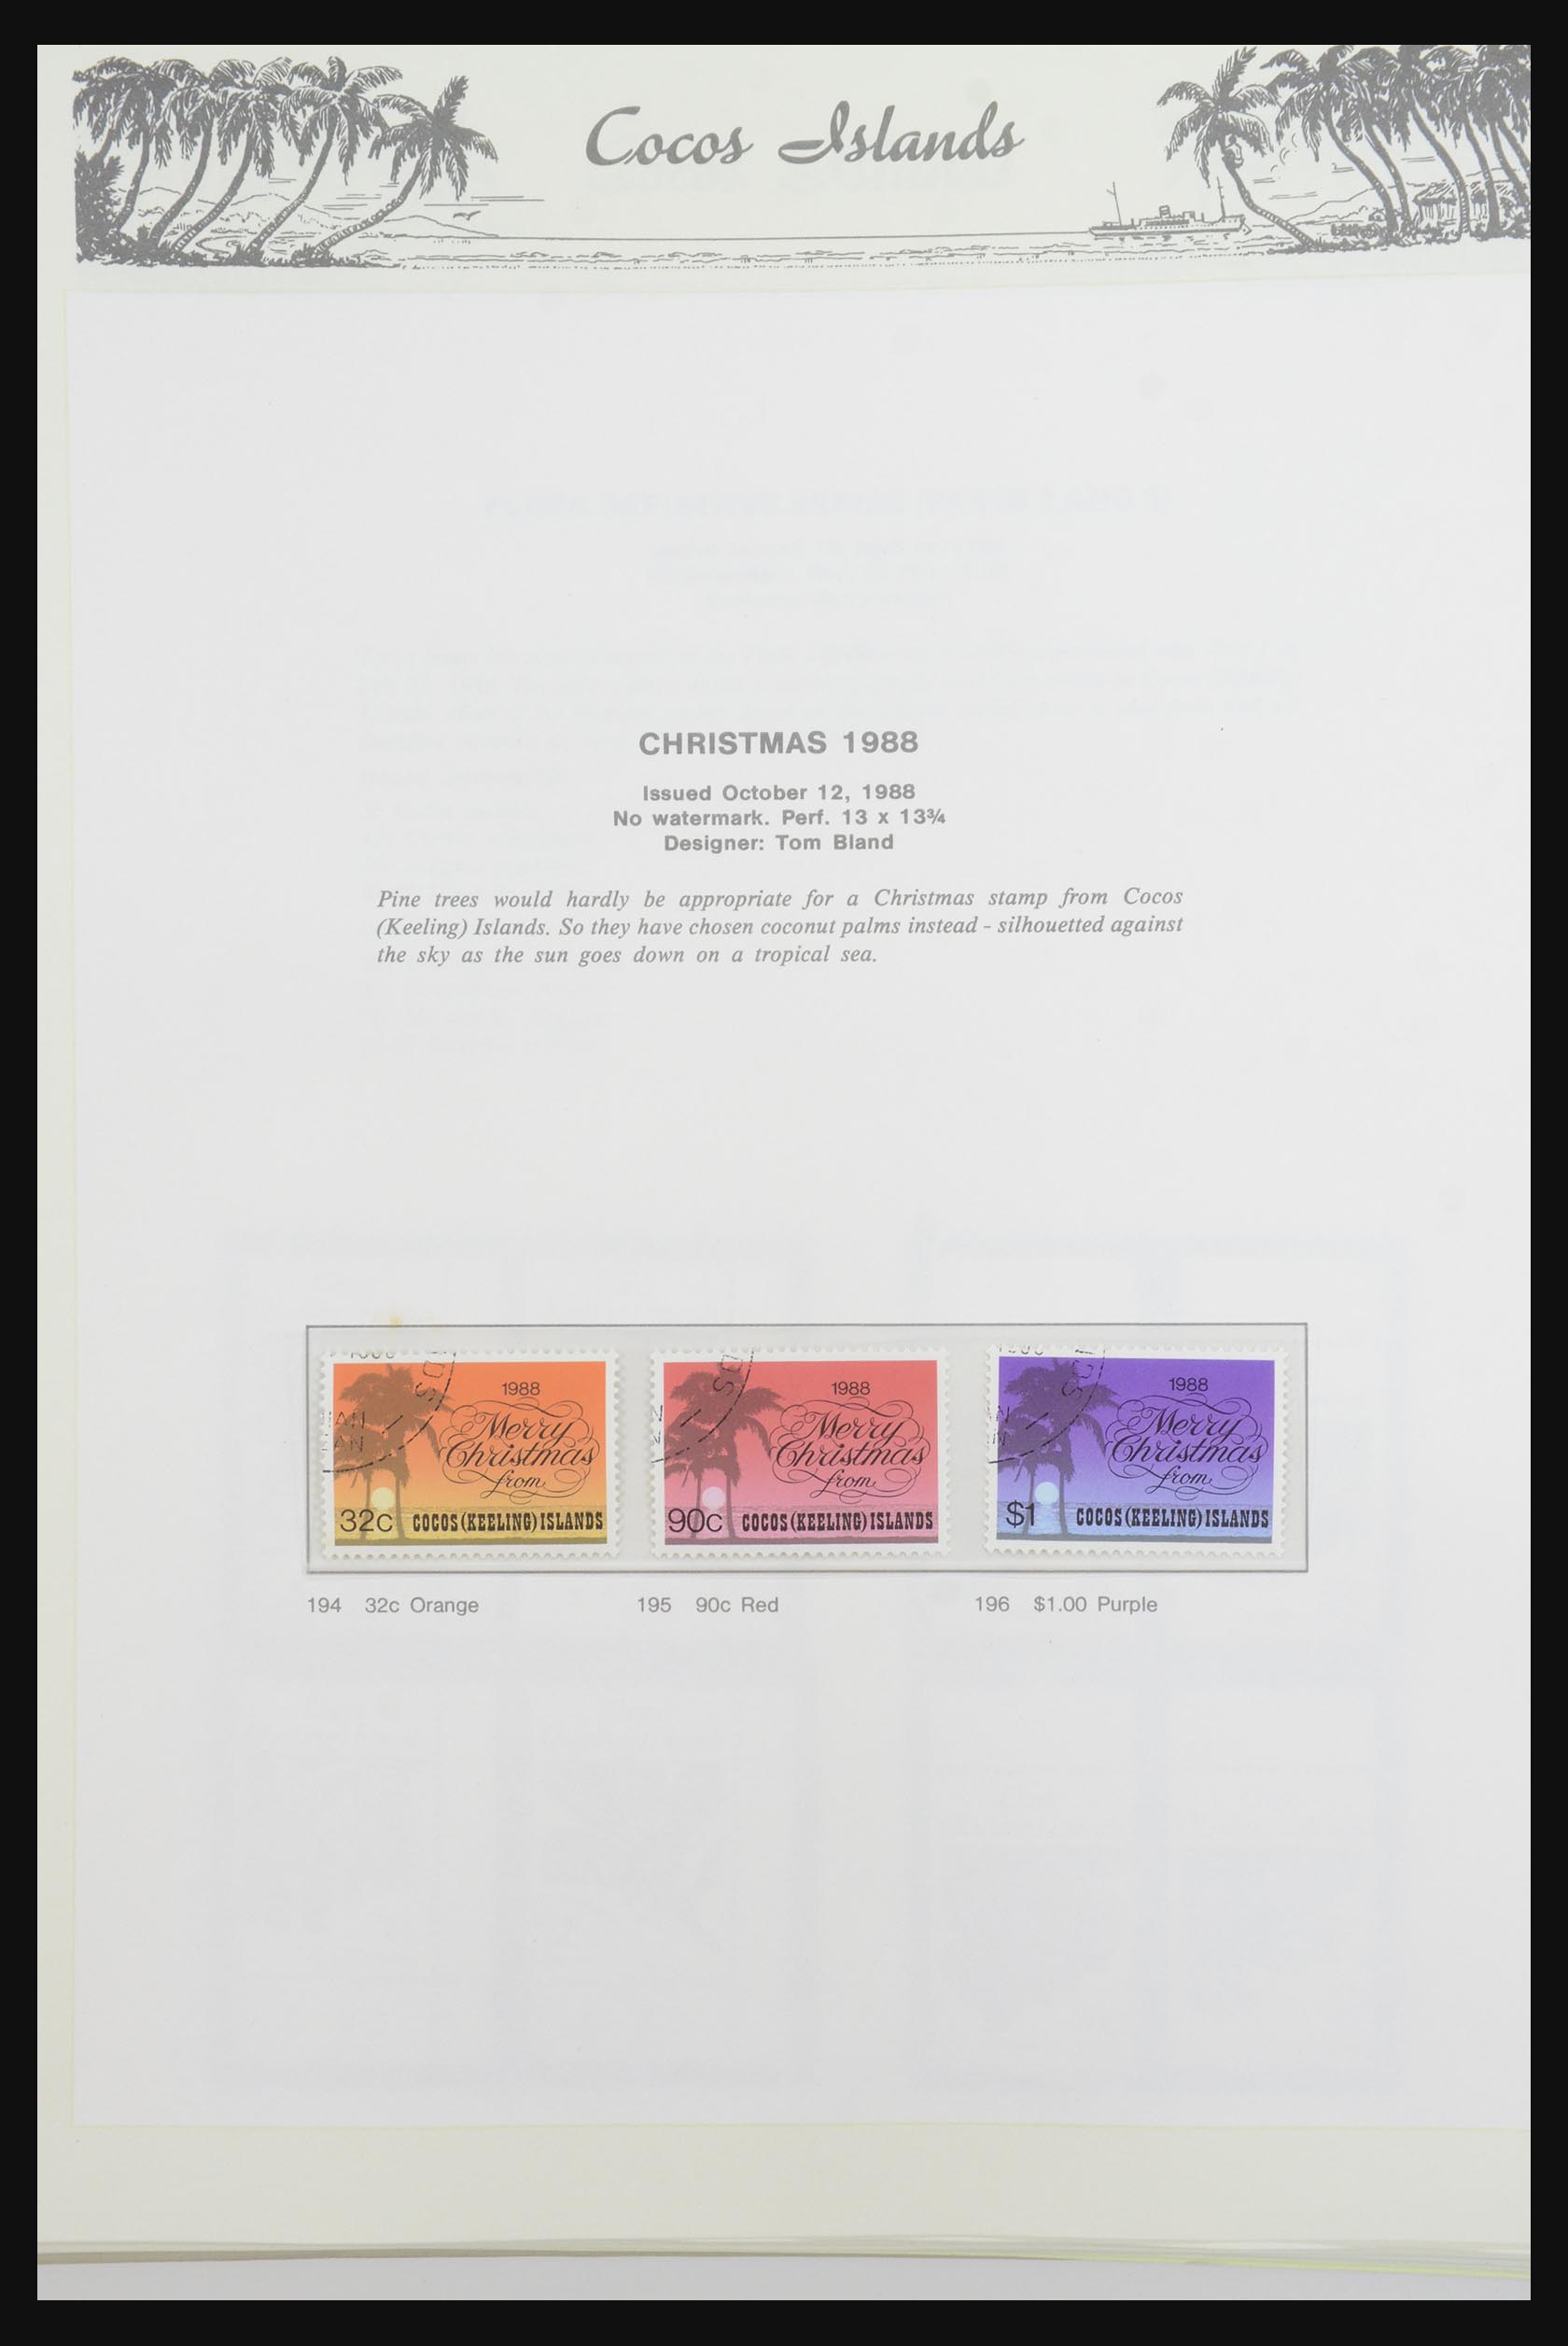 Cocos Islands
CHRISTMAS 1988
Issued October 12, 1988
No watermark. Perf. 13 x 13¾
Designer: Tom Bland
Pine trees would hardly be appropriate for a Christmas stamp from Cocos
(Keeling) Islands. So they have chosen coconut palms instead - silhouetted against
the sky as the sun goes down on a tropical sea.
1988
Merry
Christmas
from
32c COCOS (KEELING) ISLANDS
1988
Merry
Christmas
from
90c COCOS (KEELING) ISLANDS
1988
Merry
Christmas
from
$1 COCOS (KEELING) ISLANDS
194 32c Orange
195 90c Red
196 $1.00 Purple